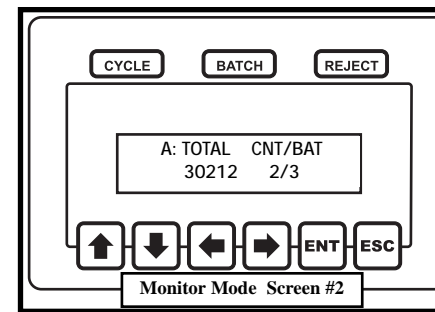 CYCLE BATCH REJECT
A: TOTAL CNT/BAT
30212 2/3
ENT ESC
Monitor Mode Screen #2